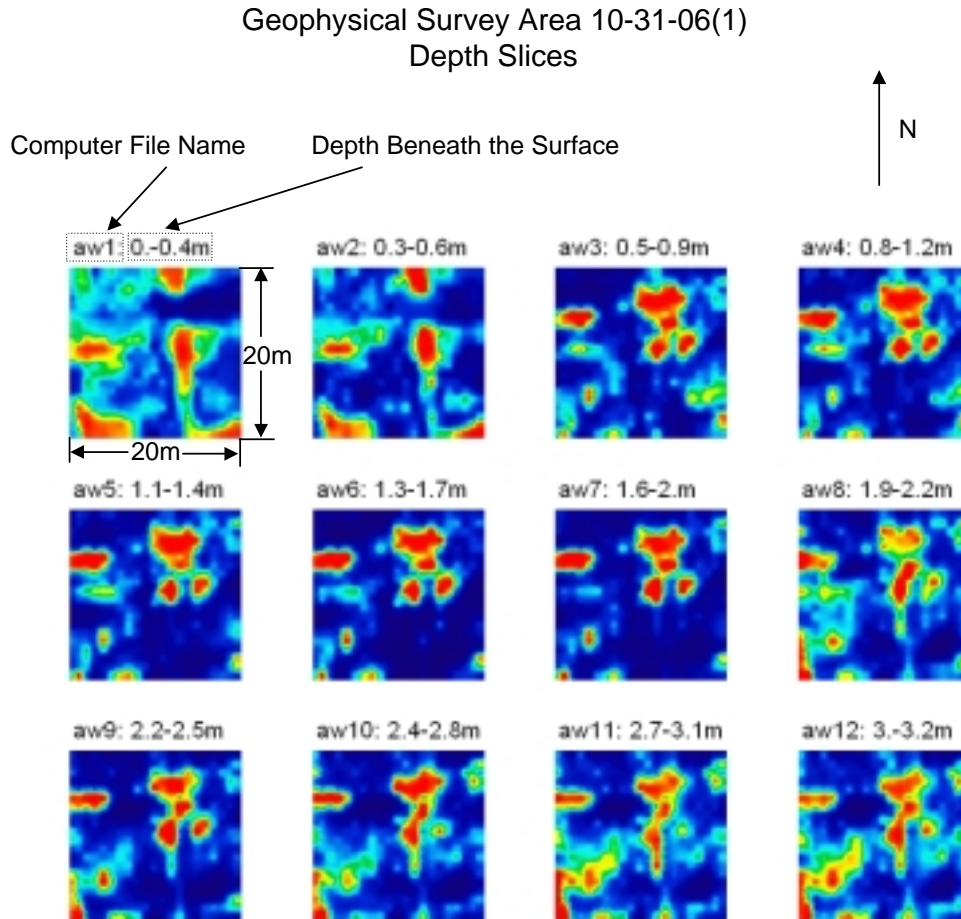 Geophysical Survey Area 10-31-06(1)
Depth Slices
N
Computer File Name
Depth Beneath the Surface
aw1: 0.-0.4m
aw2: 0.3-0.6m
aw3: 0.5-0.9m
aw4: 0.8-1.2m
20m
20m
aw5: 1.1-1.4m
aw6: 1.3-1.7m
aw7: 1.6-2.m
aw8: 1.9-2.2m
aw9: 2.2-2.5m
aw10: 2.4-2.8m
aw11: 2.7-3.1m
aw12: 3.-3.2m